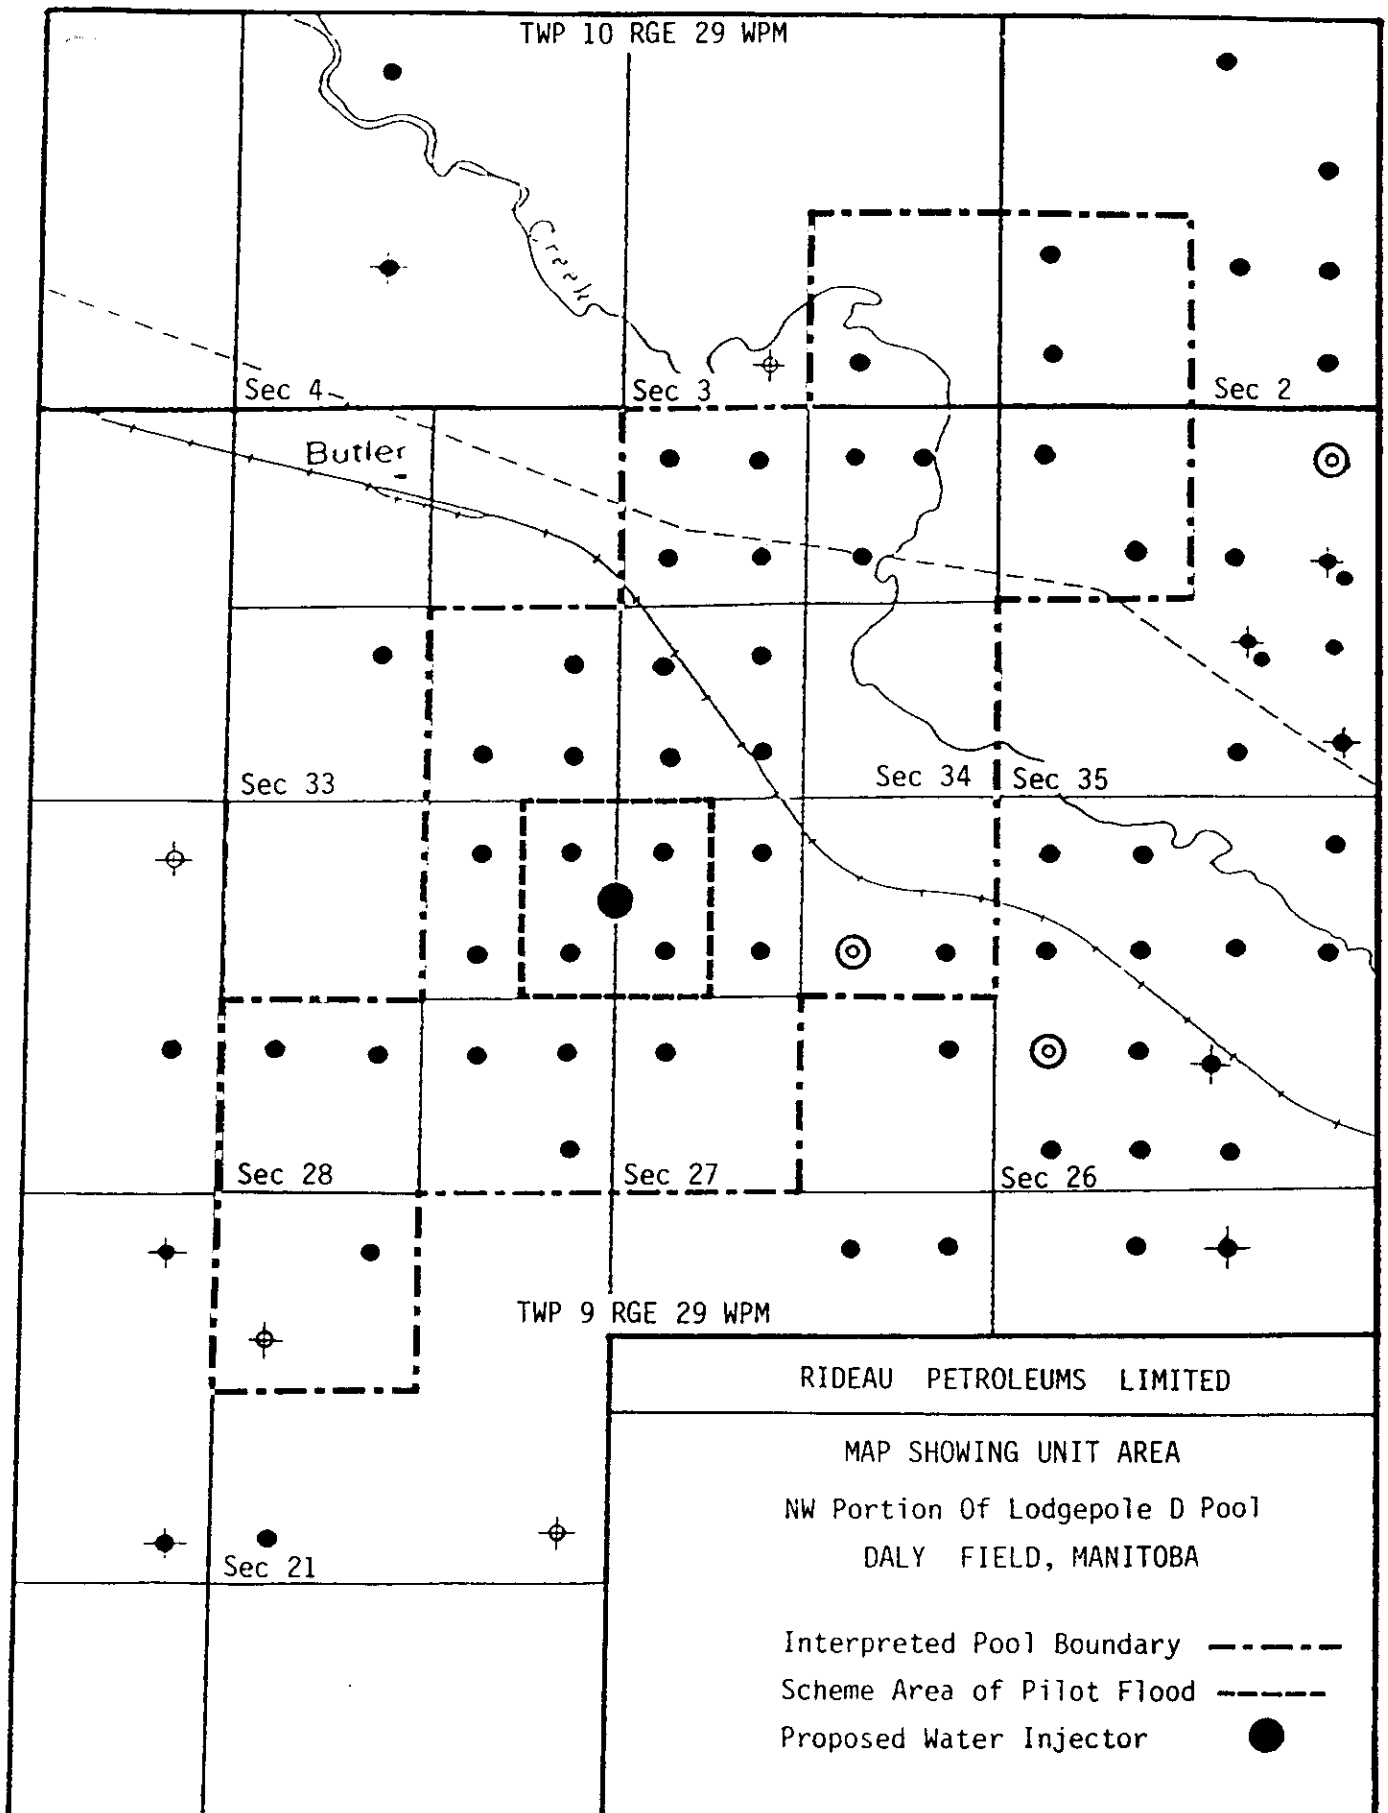 TWP 10 RGE 29 WPM
Creek
Sec 4
Sec 3
Sec 2
Butler
Sec 33
Sec 34
Sec 35
Sec 28
Sec 27
Sec 26
TWP 9 RGE 29 WPM
RIDEAU PETROLEUMS LIMITED
MAP SHOWING UNIT AREA
NW Portion Of Lodgepole D Pool
DALY FIELD, MANITOBA
Sec 21
Interpreted Pool Boundary
Scheme Area of Pilot Flood
Proposed Water Injector